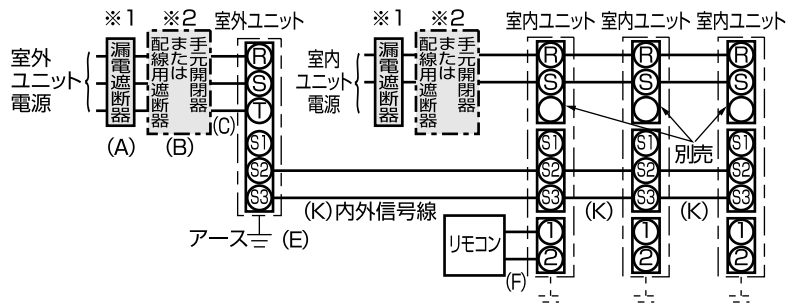 ※1
※2
室外ユニット
室外
ユニット
電源
漏電遮断器
手元開閉器
または
配線用遮断器
(A)
(B)
(C)
R
S
T
S1
S2
S3
アース
(E)
※1
※2
室内
ユニット
電源
漏電遮断器
手元開閉器
または
配線用遮断器
室内ユニット
室内ユニット
室内ユニット
R
S
R
S
R
S
別売
S1
S2
S3
S1
S2
S3
S1
S2
S3
(K)内外信号線
(K)
(K)
リモコン
(F)
1
2
1
2
1
2